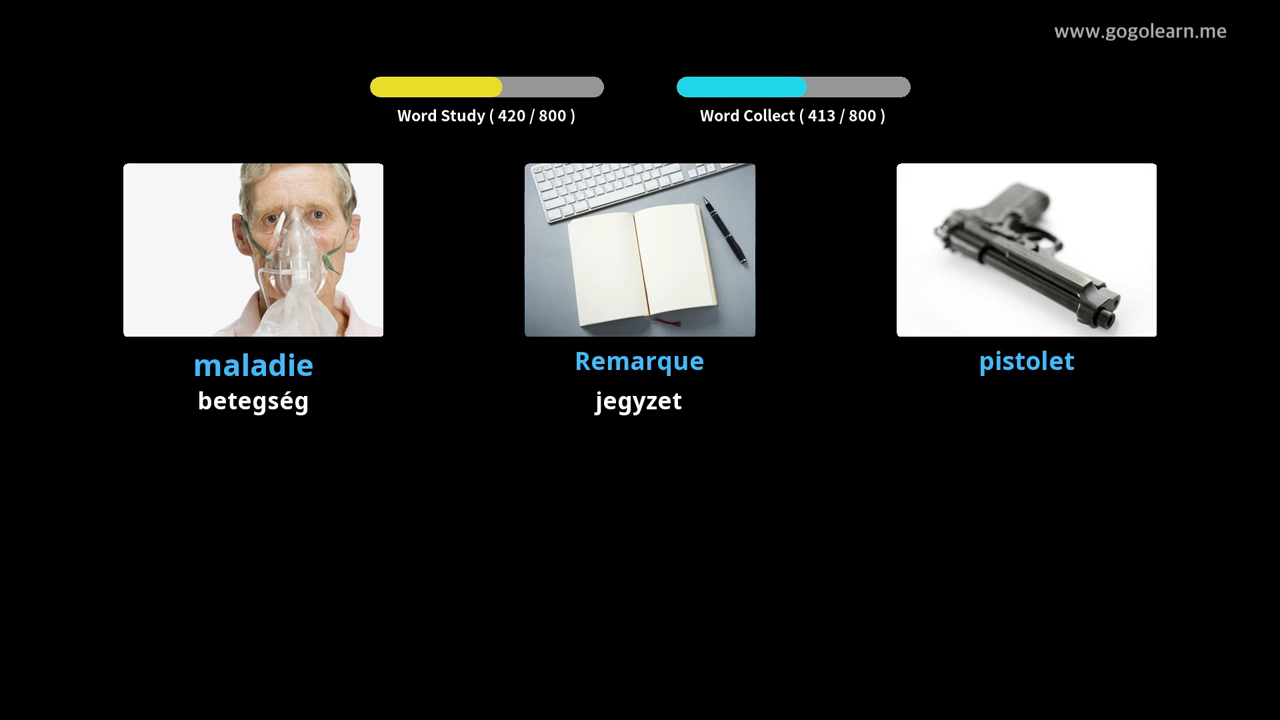 www.gogolearn.me
Word Study ( 420 / 800 )
Word Collect ( 413 / 800 )
maladie
betegség
Remarque
jegyzet
pistolet